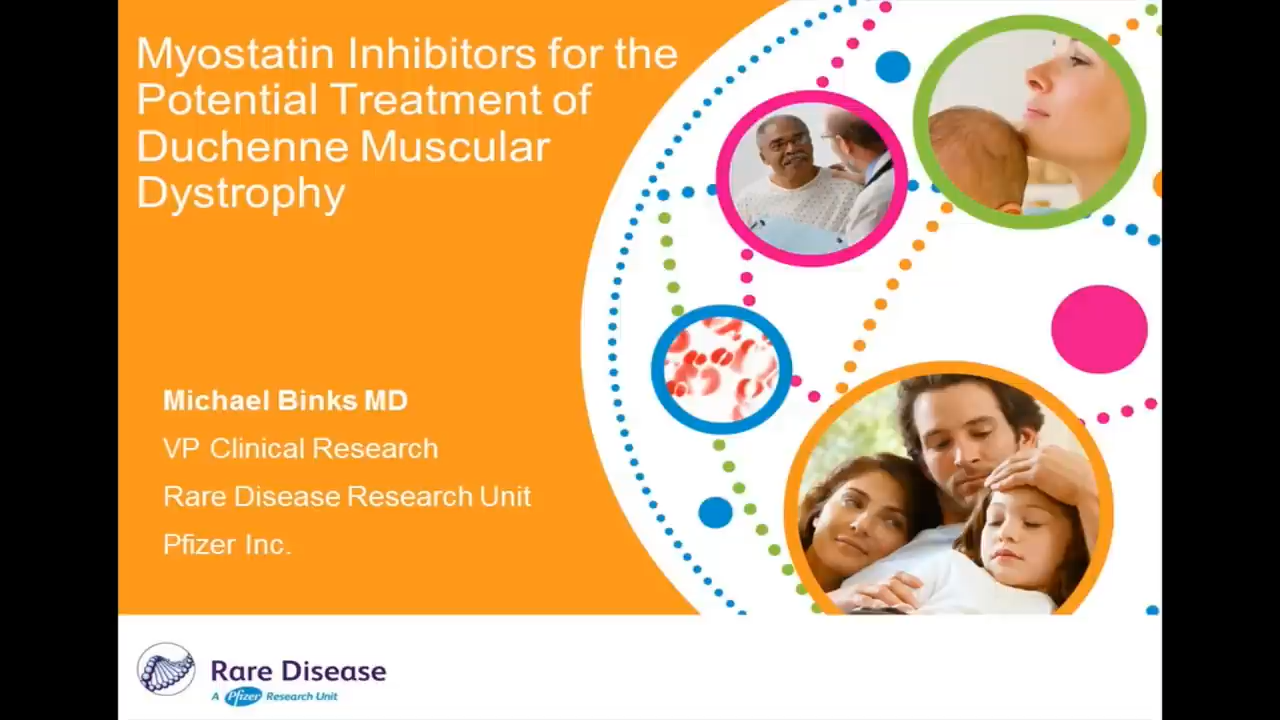 Myostatin Inhibitors for the
Potential Treatment of
Duchenne Muscular
Dystrophy
Michael Binks MD
VP Clinical Research
Rare Disease Research Unit
Pfizer Inc.
Rare Disease
A Pfizer Research Unit